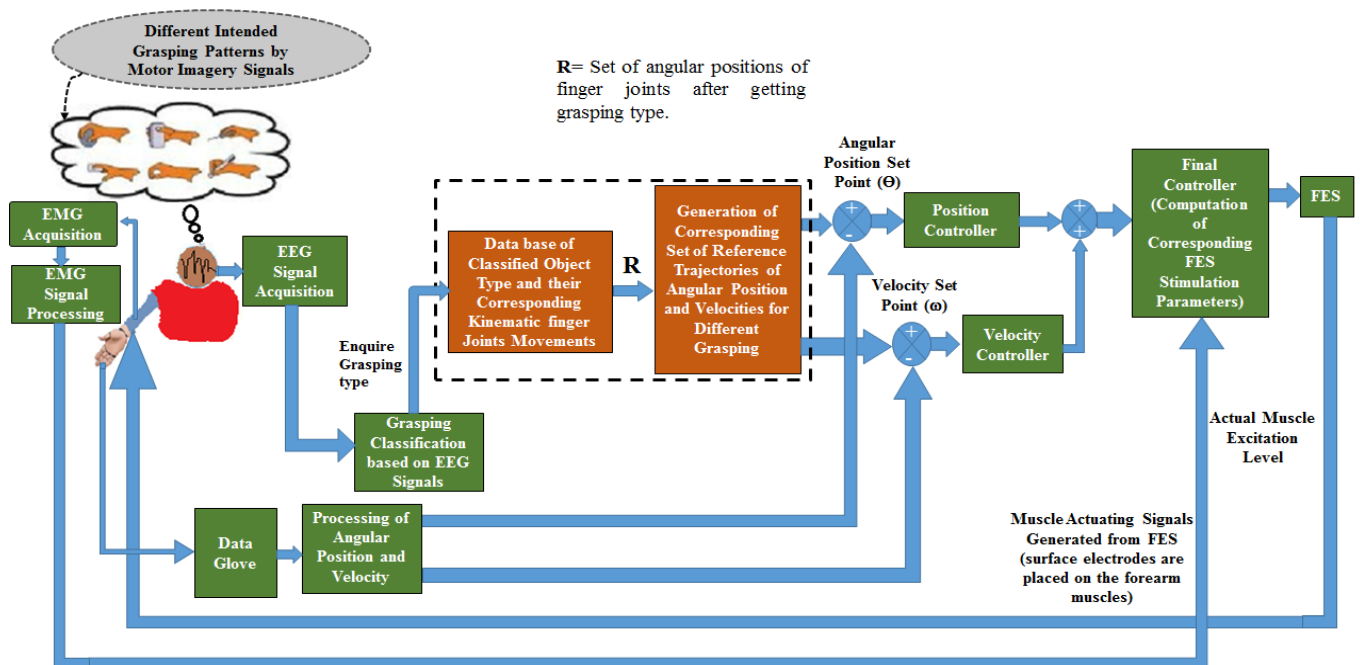 Different Intended
Grasping Patterns by
Motor Imagery Signals
R= Set of angular positions of
finger joints after getting
grasping type.
EMG
Acquisition
EMG
Signal
Processing
EEG
Signal
Acquisition
Enquire
Grasping
type
Grasping
Classification
based on EEG
Signals
Data base of
Classified Object
Type and their
Corresponding
Kinematic finger
Joints Movements
R
Generation of
Corresponding
Set of Reference
Trajectories of
Angular Position
and Velocities for
Different
Grasping
Angular
Position Set
Point (Ө)
+
-
Position
Controller
+
+
Velocity Set
Point (ω)
+
-
Velocity
Controller
Final
Controller
(Computation
of
Corresponding
FES
Stimulation
Parameters)
FES
Data
Glove
Processing of
Angular
Position and
Velocity
Actual Muscle
Excitation
Level
Muscle Actuating Signals
Generated from FES
(surface electrodes are
placed on the forearm
muscles)